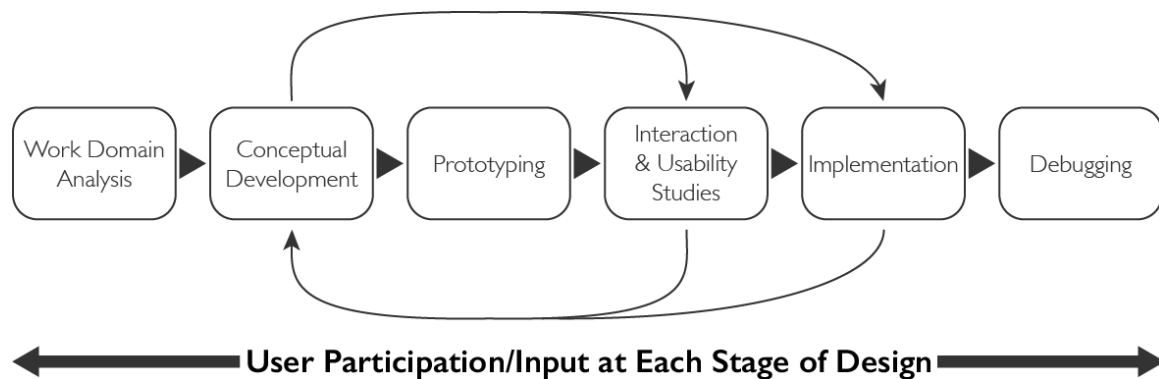 Work Domain
Analysis
Conceptual
Development
Prototyping
Interaction
& Usability
Studies
Implementation
Debugging
User Participation/Input at Each Stage of Design